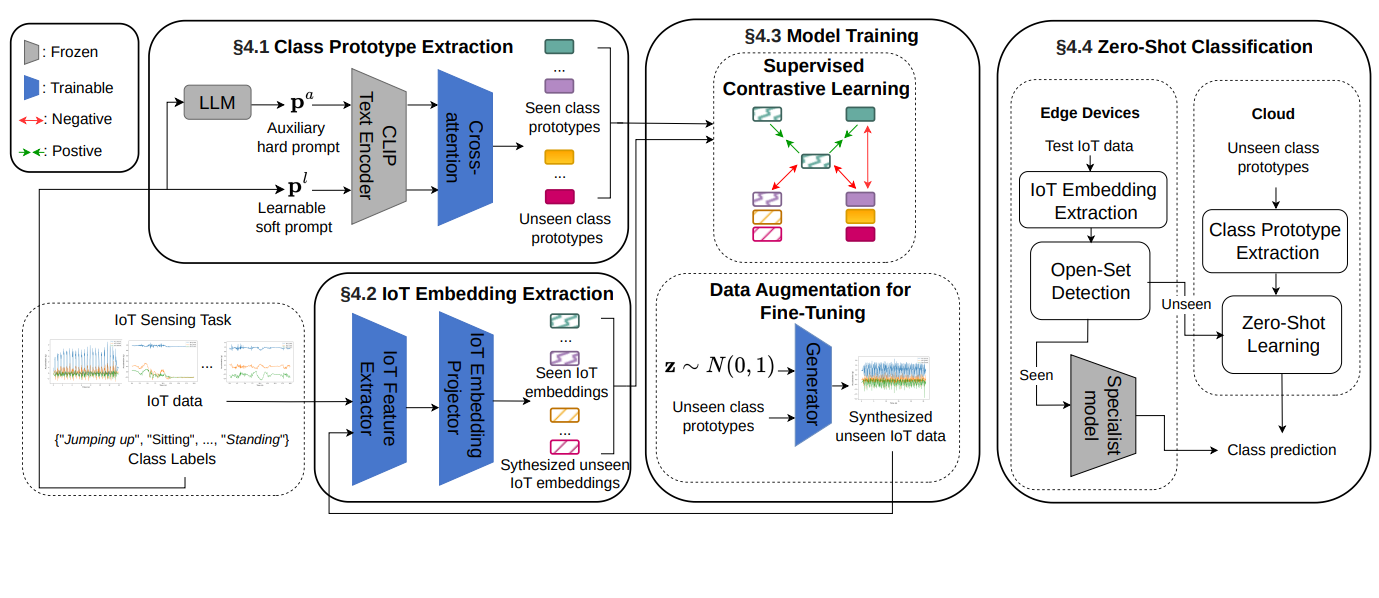 : Frozen
: Trainable
: Negative
: Postive
§4.1 Class Prototype Extraction
LLM
p^a
Auxiliary
hard prompt
p^l
Learnable
soft prompt
CLIP
Text Encoder
Cross-
attention
...
Seen class
prototypes
...
Unseen class
prototypes
IoT Sensing Task
...
IoT data
{"Jumping up", "Sitting", ..., "Standing"}
Class Labels
§4.2 IoT Embedding Extraction
IoT Feature
Extractor
IoT Embedding
Projector
...
Seen IoT
embeddings
...
Sythesized unseen
IoT embeddings
§4.3 Model Training
Supervised
Contrastive Learning
Data Augmentation for
Fine-Tuning
z ∼ N(0, 1)
Unseen class
prototypes
Generator
Synthesized
unseen IoT data
§4.4 Zero-Shot Classification
Edge Devices
Test IoT data
IoT Embedding
Extraction
Open-Set
Detection
Seen
Unseen
Specialist
model
Cloud
Unseen class
prototypes
Class Prototype
Extraction
Zero-Shot
Learning
Class prediction